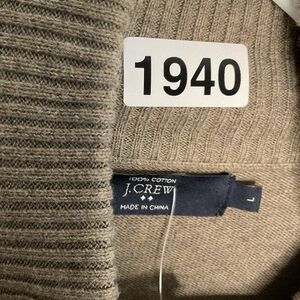 1940
100% COTTON
J.CREW
MADE IN CHINA
L